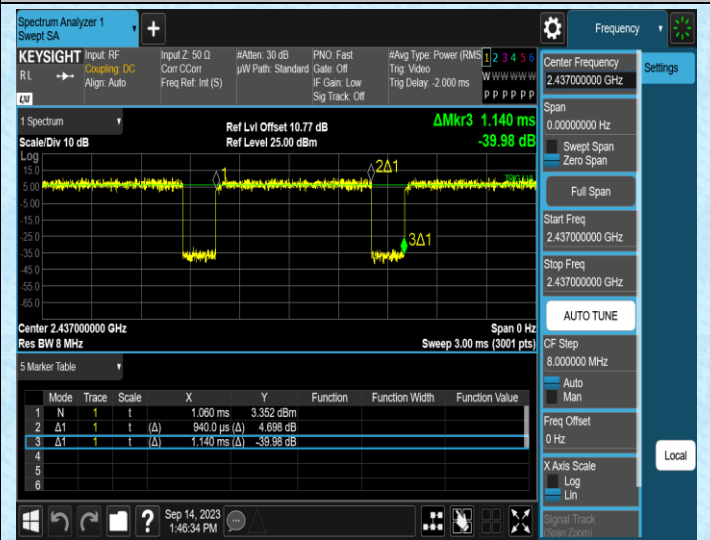 Spectrum Analyzer 1
Swept SA
+
Frequency
KEYSIGHT
RL
LXI
Input: RF
Coupling: DC
Align: Auto
Input Z: 50 Ω
Corr CCorr
Freq Ref: Int (S)
#Atten: 30 dB
µW Path: Standard
PNO: Fast
Gate: Off
IF Gain: Low
Sig Track: Off
#Avg Type: Power (RMS
Trig: Video
Trig Delay: -2.000 ms
1 2 3 4 5 6
W W W W W W
P P P P P P
1 Spectrum
Scale/Div 10 dB
Log
Ref Lvl Offset 10.77 dB
Ref Level 25.00 dBm
ΔMkr3 1.140 ms
-39.98 dB
15.0
5.00
-5.00
-15.0
-25.0
-35.0
-45.0
-55.0
-65.0
1
2Δ1
3Δ1
Center 2.437000000 GHz
Res BW 8 MHz
Span 0 Hz
Sweep 3.00 ms (3001 pts)
5 Marker Table
Mode Trace Scale X Y Function Function Width Function Value
1 N 1 t 1.060 ms 3.352 dBm
2 Δ1 1 t (Δ) 940.0 µs (Δ) 4.698 dB
3 Δ1 1 t (Δ) 1.140 ms (Δ) -39.98 dB
4
5
6
Sep 14, 2023
1:46:34 PM
Center Frequency
2.437000000 GHz
Settings
Span
0.00000000 Hz
Swept Span
Zero Span
Full Span
Start Freq
2.437000000 GHz
Stop Freq
2.437000000 GHz
AUTO TUNE
CF Step
8.000000 MHz
Auto
Man
Freq Offset
0 Hz
X Axis Scale
Log
Lin
Signal Track
(Span Zoom)
Local